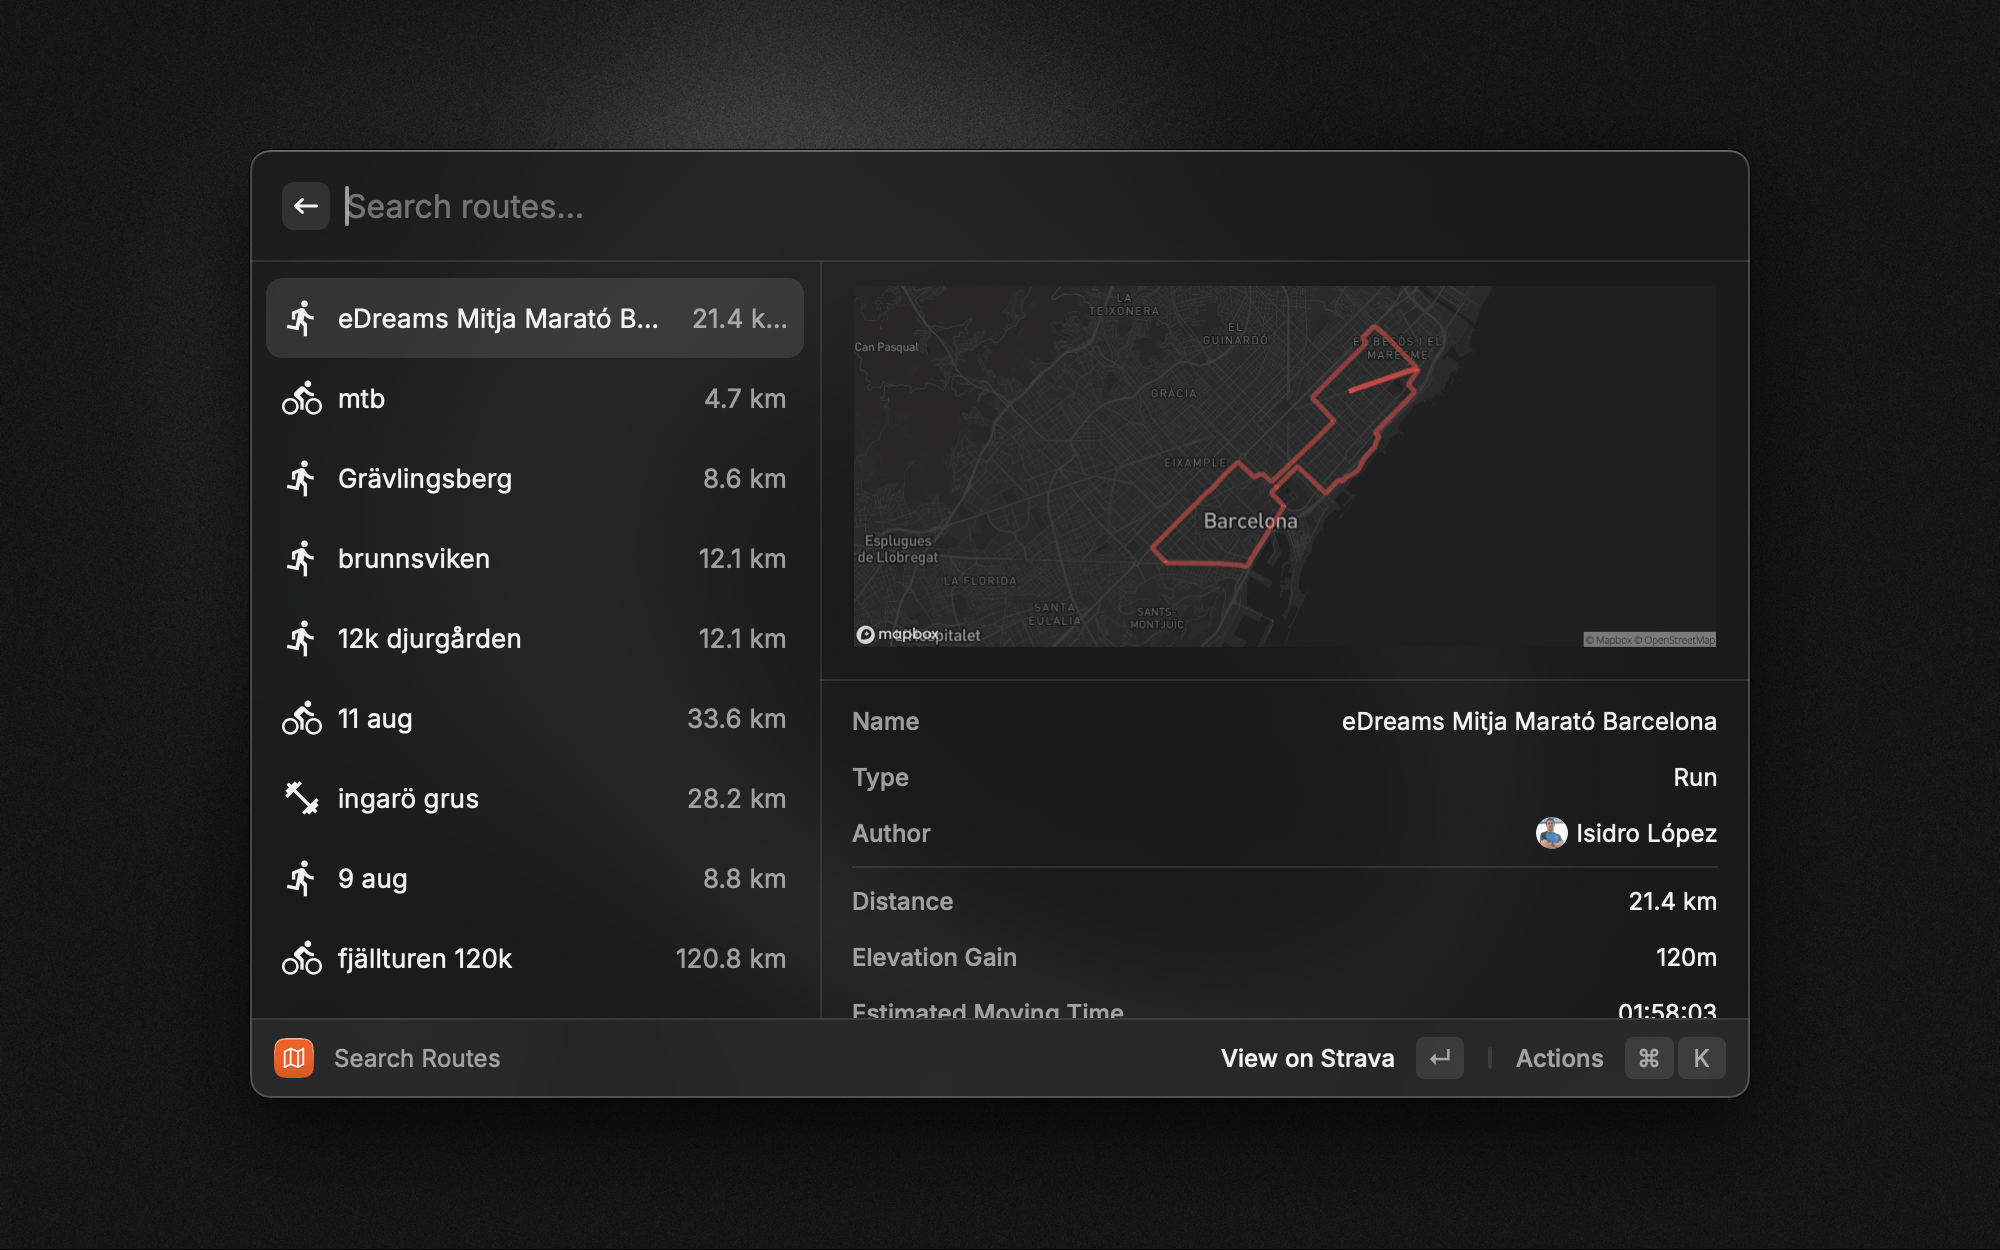 Search routes...
eDreams Mitja Marató B... 21.4 k...
mtb 4.7 km
Grävlingsberg 8.6 km
brunnsviken 12.1 km
12k djurgården 12.1 km
11 aug 33.6 km
ingarö grus 28.2 km
9 aug 8.8 km
fjällturen 120k 120.8 km
LA
TEIXONERA
EL
GUINARDÓ
EL BESÒS I EL
MARESME
Can Pasqual
GRÀCIA
EIXAMPLE
Barcelona
Esplugues
de Llobregat
LA FLORIDA
SANTA
EULÀLIA
SANTS-
MONTJUÏC
mapbox
© Mapbox © OpenStreetMap
Name eDreams Mitja Marató Barcelona
Type Run
Author Isidro López
Distance 21.4 km
Elevation Gain 120m
Estimated Moving Time 01:58:03
Search Routes
View on Strava
Actions ⌘ K